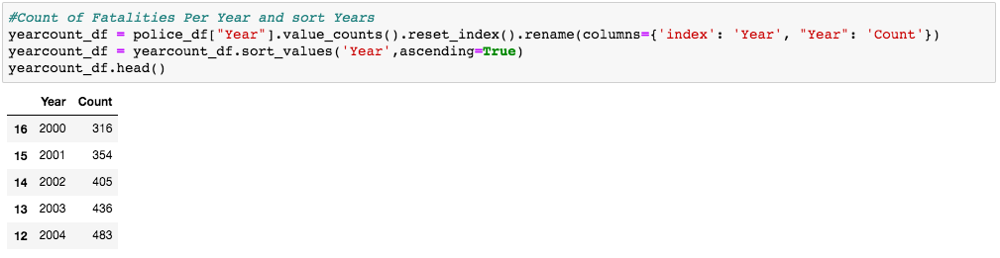 #Count of Fatalities Per Year and sort Years
yearcount_df = police_df["Year"].value_counts().reset_index().rename(columns={'index': 'Year', "Year": 'Count'})
yearcount_df = yearcount_df.sort_values('Year',ascending=True)
yearcount_df.head()
Year Count
16 2000 316
15 2001 354
14 2002 405
13 2003 436
12 2004 483